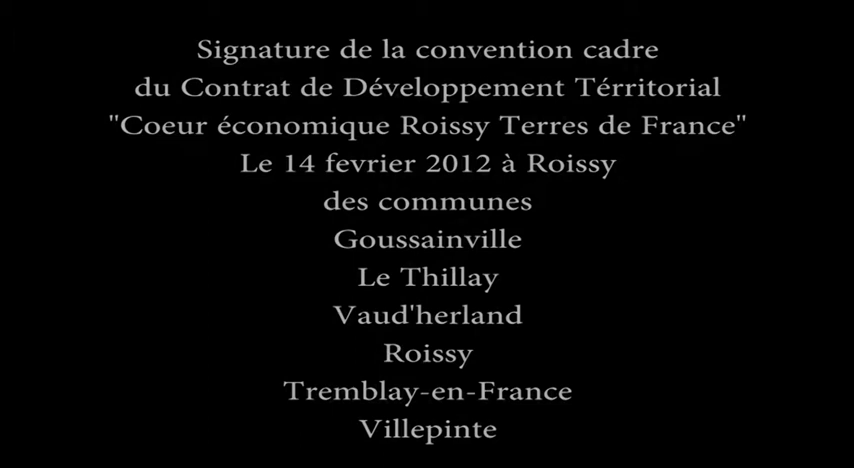 Signature de la convention cadre
du Contrat de Développement Térritorial
"Coeur économique Roissy Terres de France"
Le 14 fevrier 2012 à Roissy
des communes
Goussainville
Le Thillay
Vaud'herland
Roissy
Tremblay-en-France
Villepinte